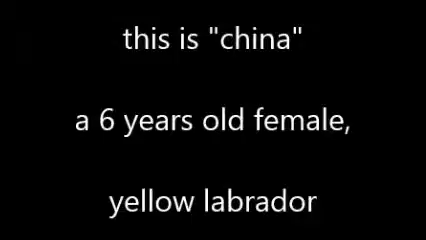 this is "china"
a 6 years old female,
yellow labrador